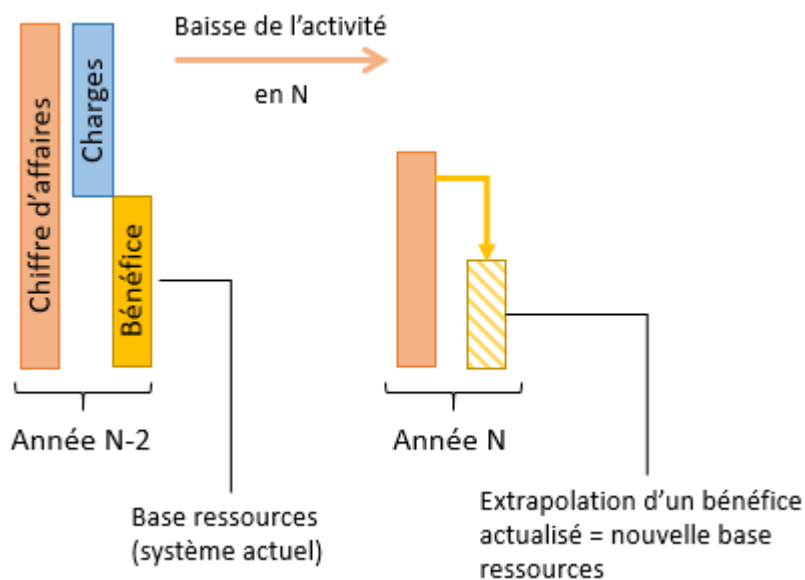 Baisse de l'activité
en N
Chiffre d'affaires
Charges
Bénéfice
Année N-2
Année N
Base ressources
(système actuel)
Extrapolation d'un bénéfice
actualisé = nouvelle base
ressources